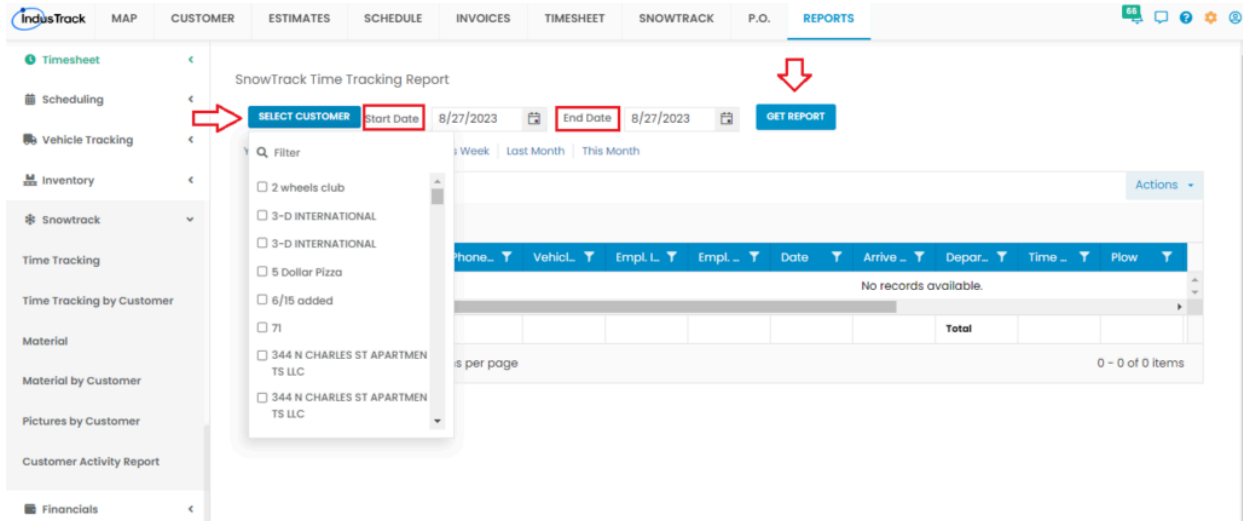 IndusTrack MAP CUSTOMER ESTIMATES SCHEDULE INVOICES TIMESHEET SNOWTRACK P.O. REPORTS 66
Timesheet
Scheduling
Vehicle Tracking
Inventory
Snowtrack
Time Tracking
Time Tracking by Customer
Material
Material by Customer
Pictures by Customer
Customer Activity Report
Financials
SnowTrack Time Tracking Report
SELECT CUSTOMER Start Date 8/27/2023 End Date 8/27/2023 GET REPORT
Y s Week Last Month This Month
Filter
2 wheels club
3-D INTERNATIONAL
3-D INTERNATIONAL
5 Dollar Pizza
6/15 added
71
344 N CHARLES ST APARTMEN
TS LLC
344 N CHARLES ST APARTMEN
TS LLC
Actions
Phone... Vehicl... Empl. I... Empl. ... Date Arrive ... Depar... Time ... Plow
No records available.
Total
s per page 0 - 0 of 0 items